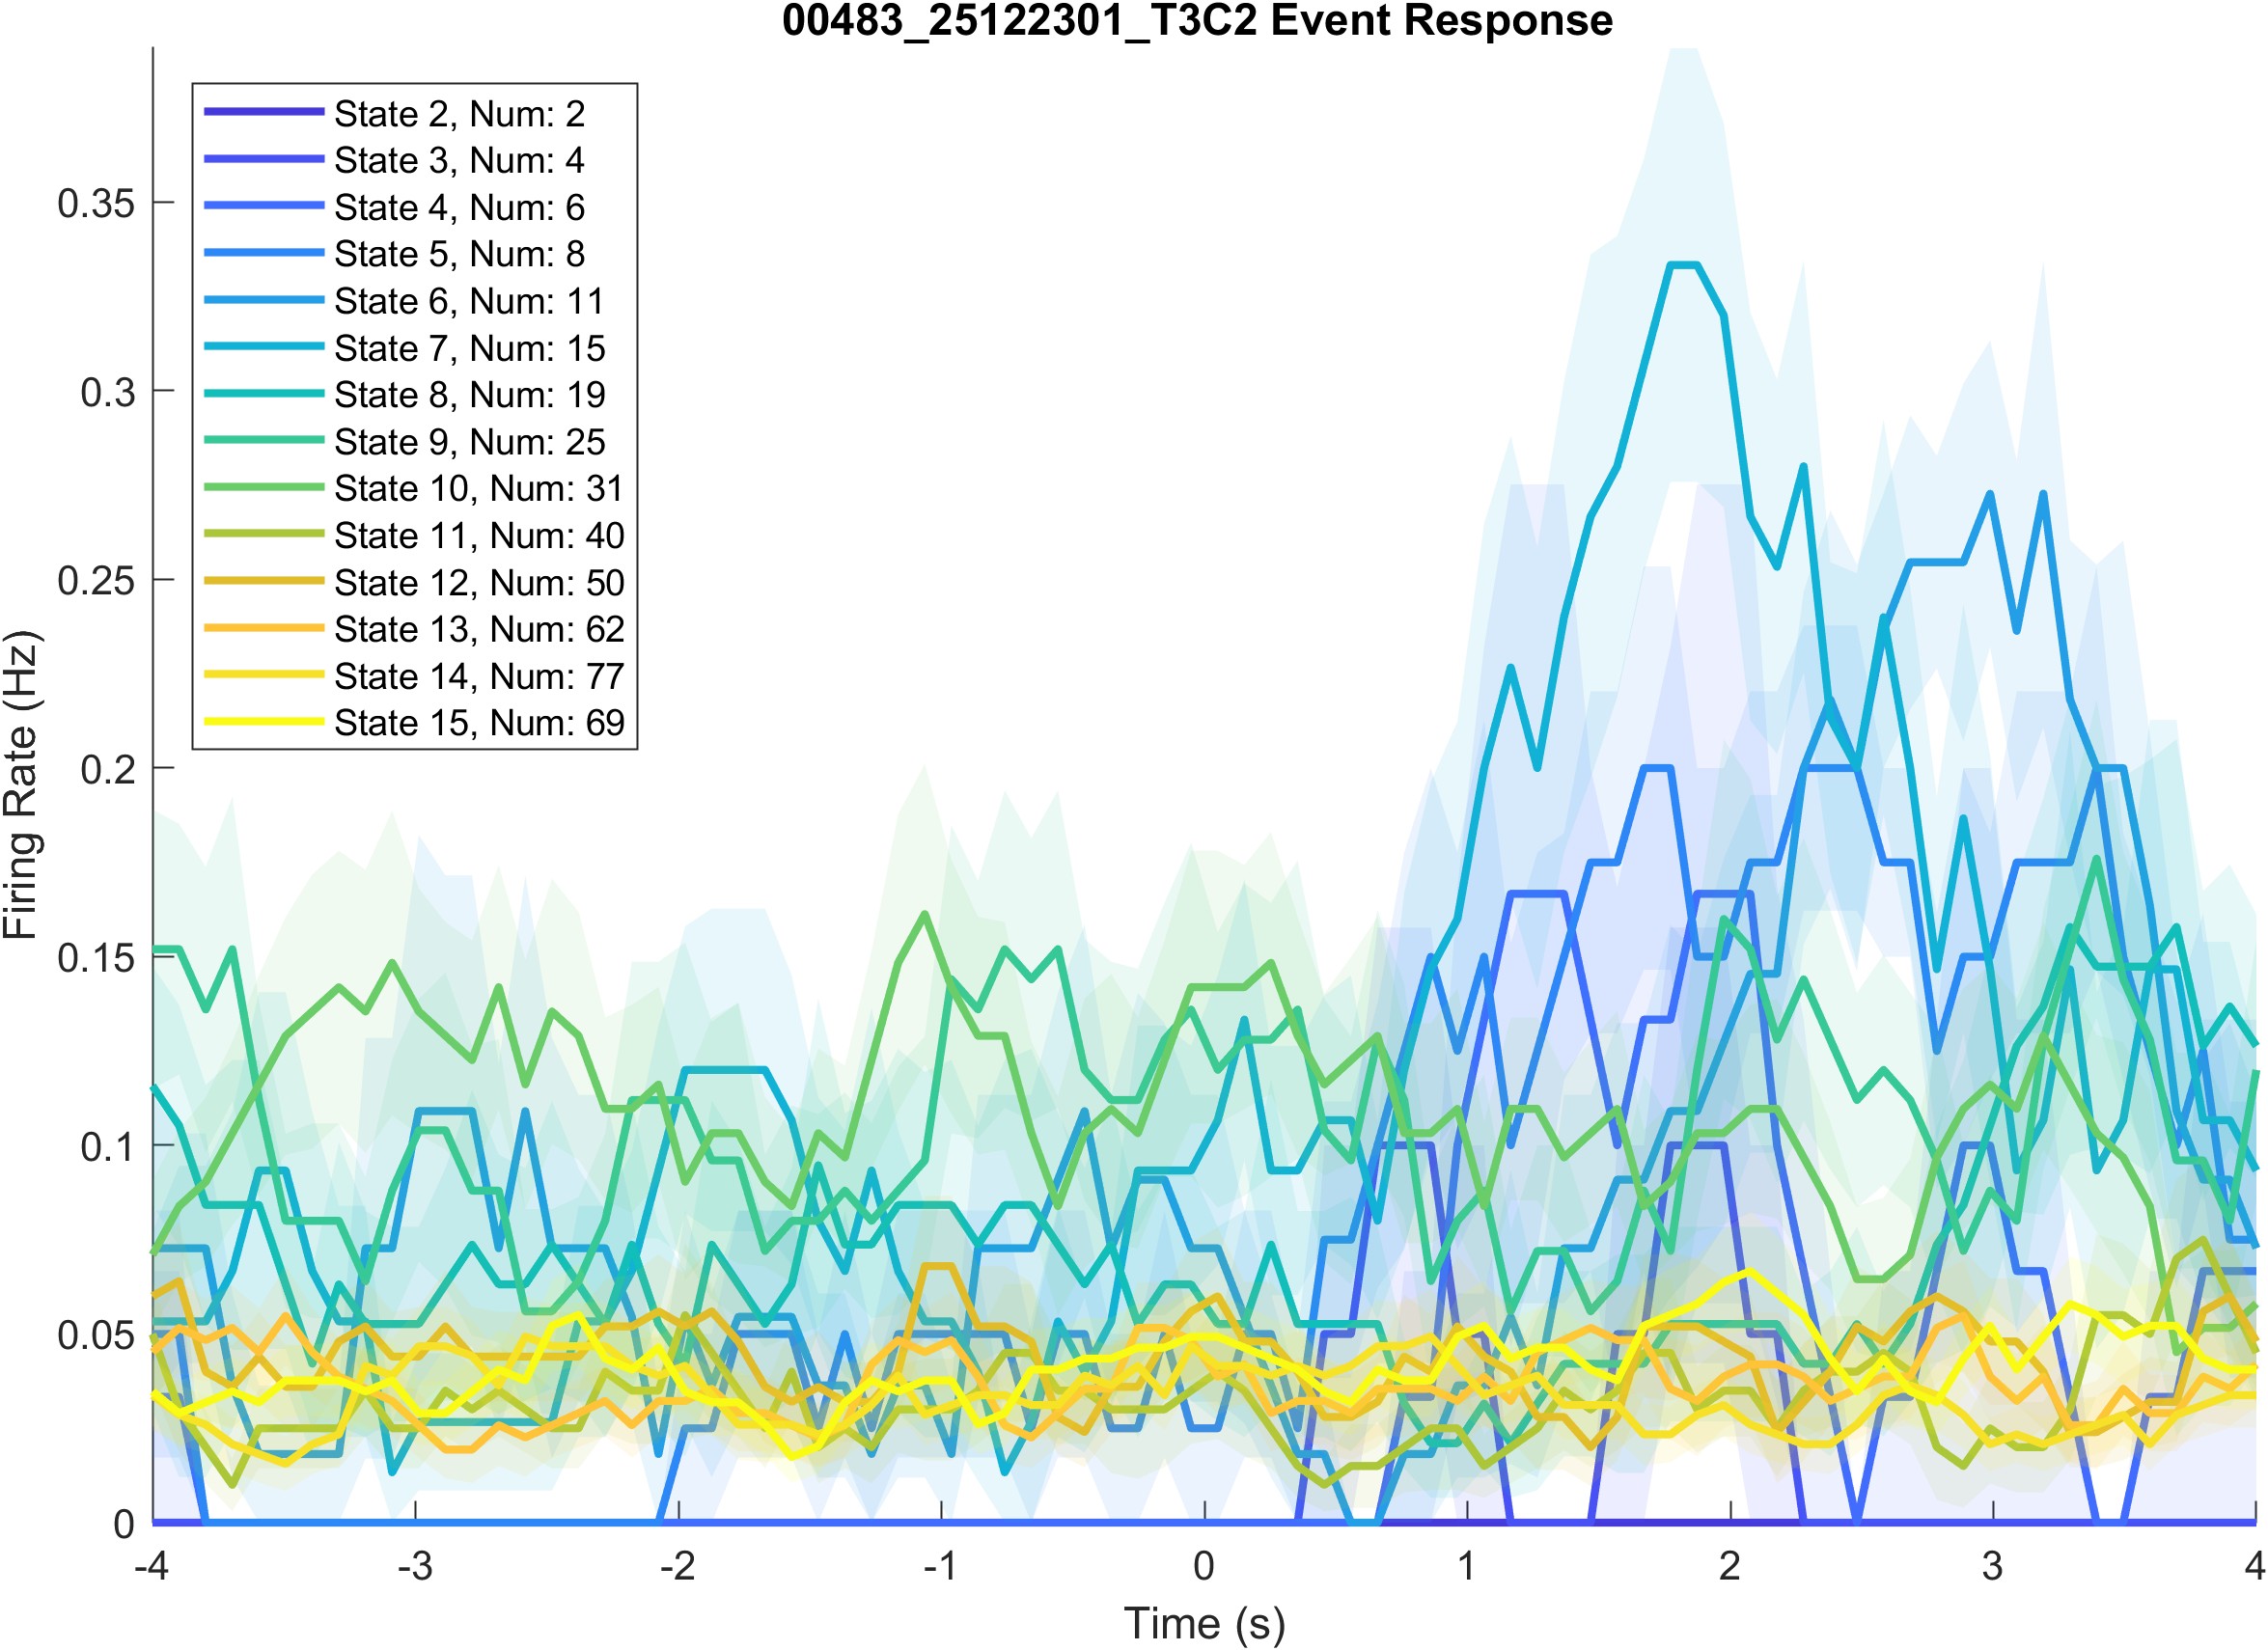 00483_25122301_T3C2 Event Response
State 2, Num: 2
State 3, Num: 4
State 4, Num: 6
State 5, Num: 8
State 6, Num: 11
State 7, Num: 15
State 8, Num: 19
State 9, Num: 25
State 10, Num: 31
State 11, Num: 40
State 12, Num: 50
State 13, Num: 62
State 14, Num: 77
State 15, Num: 69
Firing Rate (Hz)
0.35
0.3
0.25
0.2
0.15
0.1
0.05
0
-4 -3 -2 -1 0 1 2 3 4
Time (s)